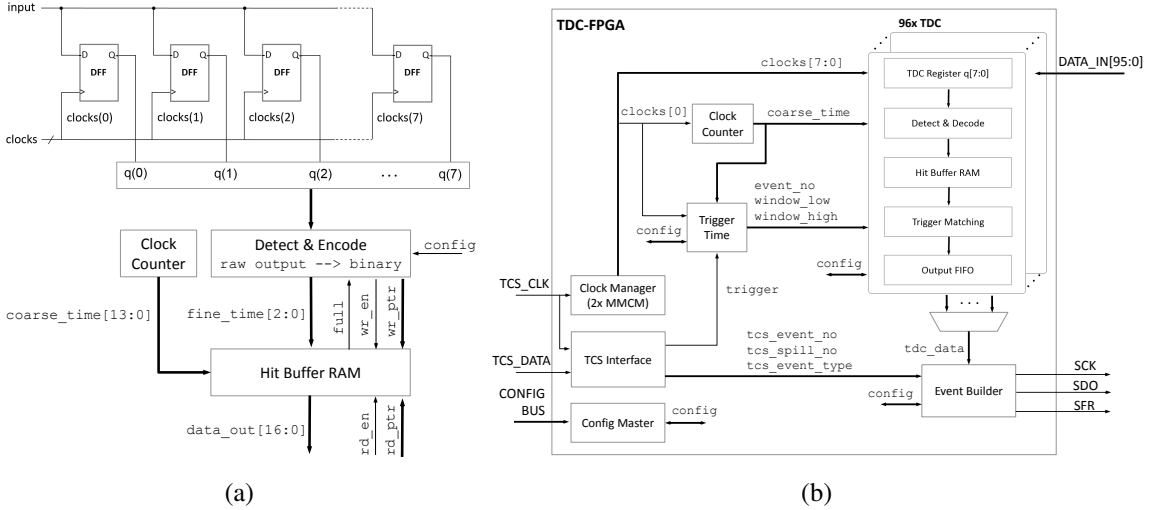 input
D Q
DFF
clocks(0)
D Q
DFF
clocks(1)
D Q
DFF
clocks(2)
D Q
DFF
clocks(7)
clocks
q(0) q(1) q(2) ... q(7)
Clock
Counter
Detect & Encode
raw output --> binary
config
coarse_time[13:0]
fine_time[2:0]
full
wr_en
wr_ptr
Hit Buffer RAM
data_out[16:0]
rd_en
rd_ptr
(a)
TDC-FPGA
96x TDC
clocks[7:0]
DATA_IN[95:0]
TDC Register q[7:0]
clocks[0]
Clock
Counter
coarse_time
Detect & Decode
Hit Buffer RAM
event_no
window_low
window_high
Trigger
Time
config
Trigger Matching
config
Output FIFO
TCS_CLK
Clock Manager
(2x MMCM)
trigger
...
TCS_DATA
TCS Interface
tcs_event_no
tcs_spill_no
tcs_event_type
tdc_data
Event Builder
config
SCK
SDO
SFR
CONFIG
BUS
Config Master
config
(b)